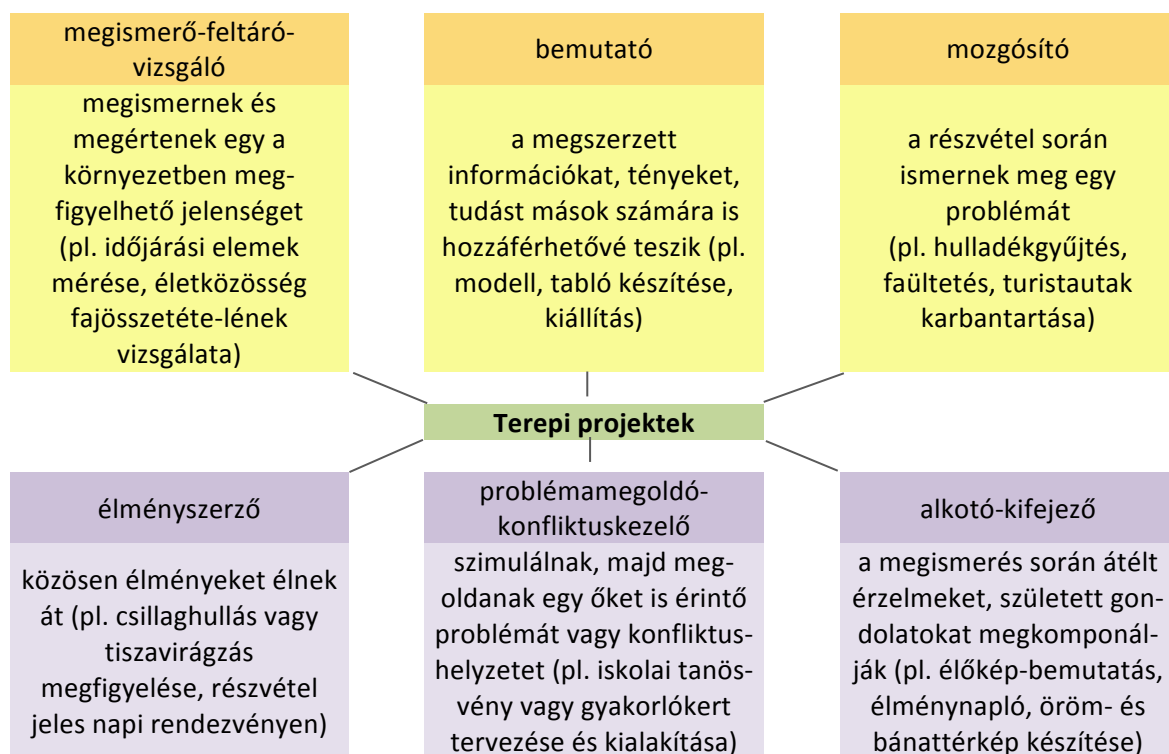 megismerő-feltáró-
vizsgáló
megismernek és
megértenek egy a
környezetben meg-
figyelhető jelenséget
(pl. időjárási elemek
mérése, életközösség
fajösszetéte-lének
vizsgálata)
bemutató
a megszerzett
információkat, tényeket,
tudást mások számára is
hozzáférhetővé teszik (pl.
modell, tabló készítése,
kiállítás)
mozgósító
a részvétel során
ismernek meg egy
problémát
(pl. hulladékgyűjtés,
faültetés, turistautak
karbantartása)
Terepi projektek
élményszerző
közösen élményeket élnek
át (pl. csillaghullás vagy
tiszavirágzás
megfigyelése, részvétel
jeles napi rendezvényen)
problémamegoldó-
konfliktuskezelő
szimulálnak, majd meg-
oldanak egy őket is érintő
problémát vagy konfliktus-
helyzetet (pl. iskolai tanös-
vény vagy gyakorlókert
tervezése és kialakítása)
alkotó-kifejező
a megismerés során átélt
érzelmeket, született gon-
dolatokat megkomponál-
ják (pl. élőkép-bemutatás,
élménynapló, öröm- és
bánattérkép készítése)